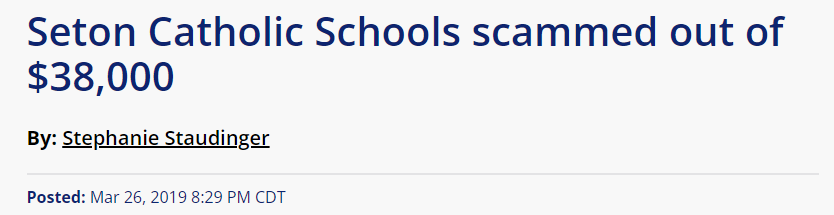 Seton Catholic Schools scammed out of
$38,000
By: Stephanie Staudinger
Posted: Mar 26, 2019 8:29 PM CDT